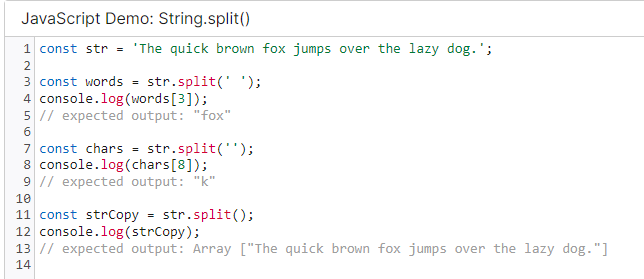 JavaScript Demo: String.split()
1 const str = 'The quick brown fox jumps over the lazy dog.';
2
3 const words = str.split(' ');
4 console.log(words[3]);
5 // expected output: "fox"
6
7 const chars = str.split('');
8 console.log(chars[8]);
9 // expected output: "k"
10
11 const strCopy = str.split();
12 console.log(strCopy);
13 // expected output: Array ["The quick brown fox jumps over the lazy dog."]
14